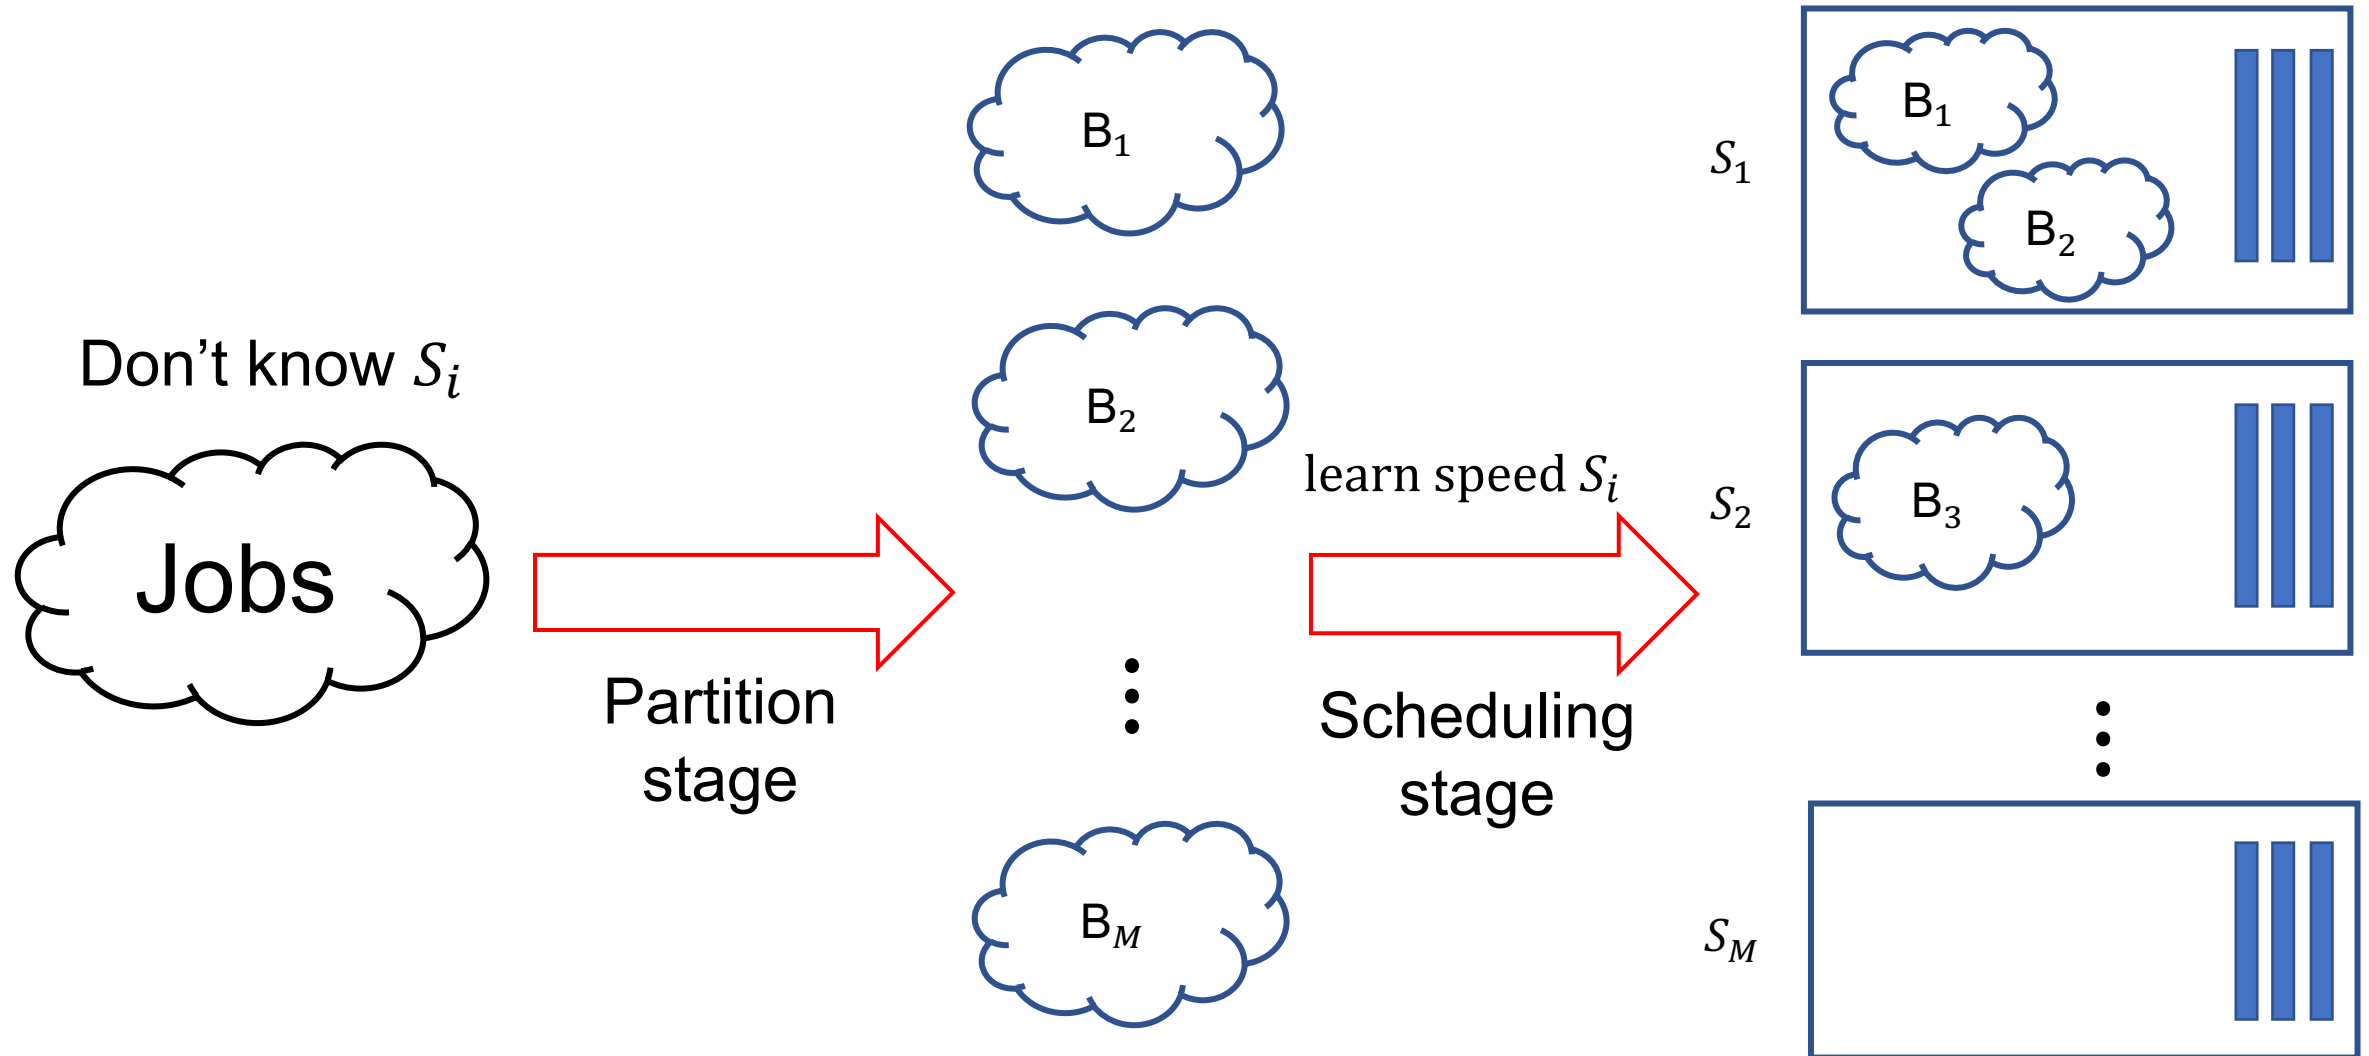 Don't know S_i
Jobs
Partition
stage
B_1
B_2
⋮
B_M
learn speed S_i
Scheduling
stage
S_1
B_1
B_2
S_2
B_3
⋮
S_M